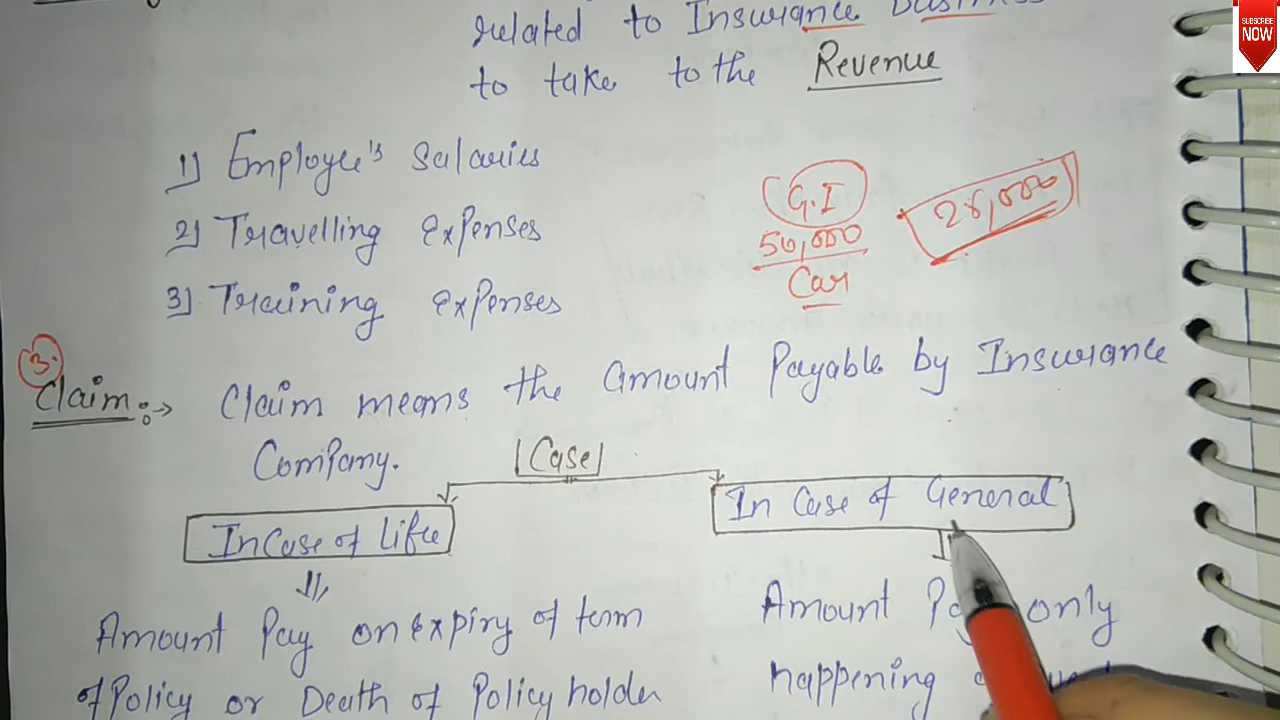 related to Insurance Business
to take to the Revenue
1) Employee's Salaries
2) Travelling Expenses
3) Training Expenses
G.I
50,000
Car
3.
Claim :→ Claim means the amount Payable by Insurance
Company.
Case
In Case of Life
In Case of General
Amount Pay on expiry of term
of Policy or Death of Policy holder
Amount only
happening
SUBSCRIBE
NOW